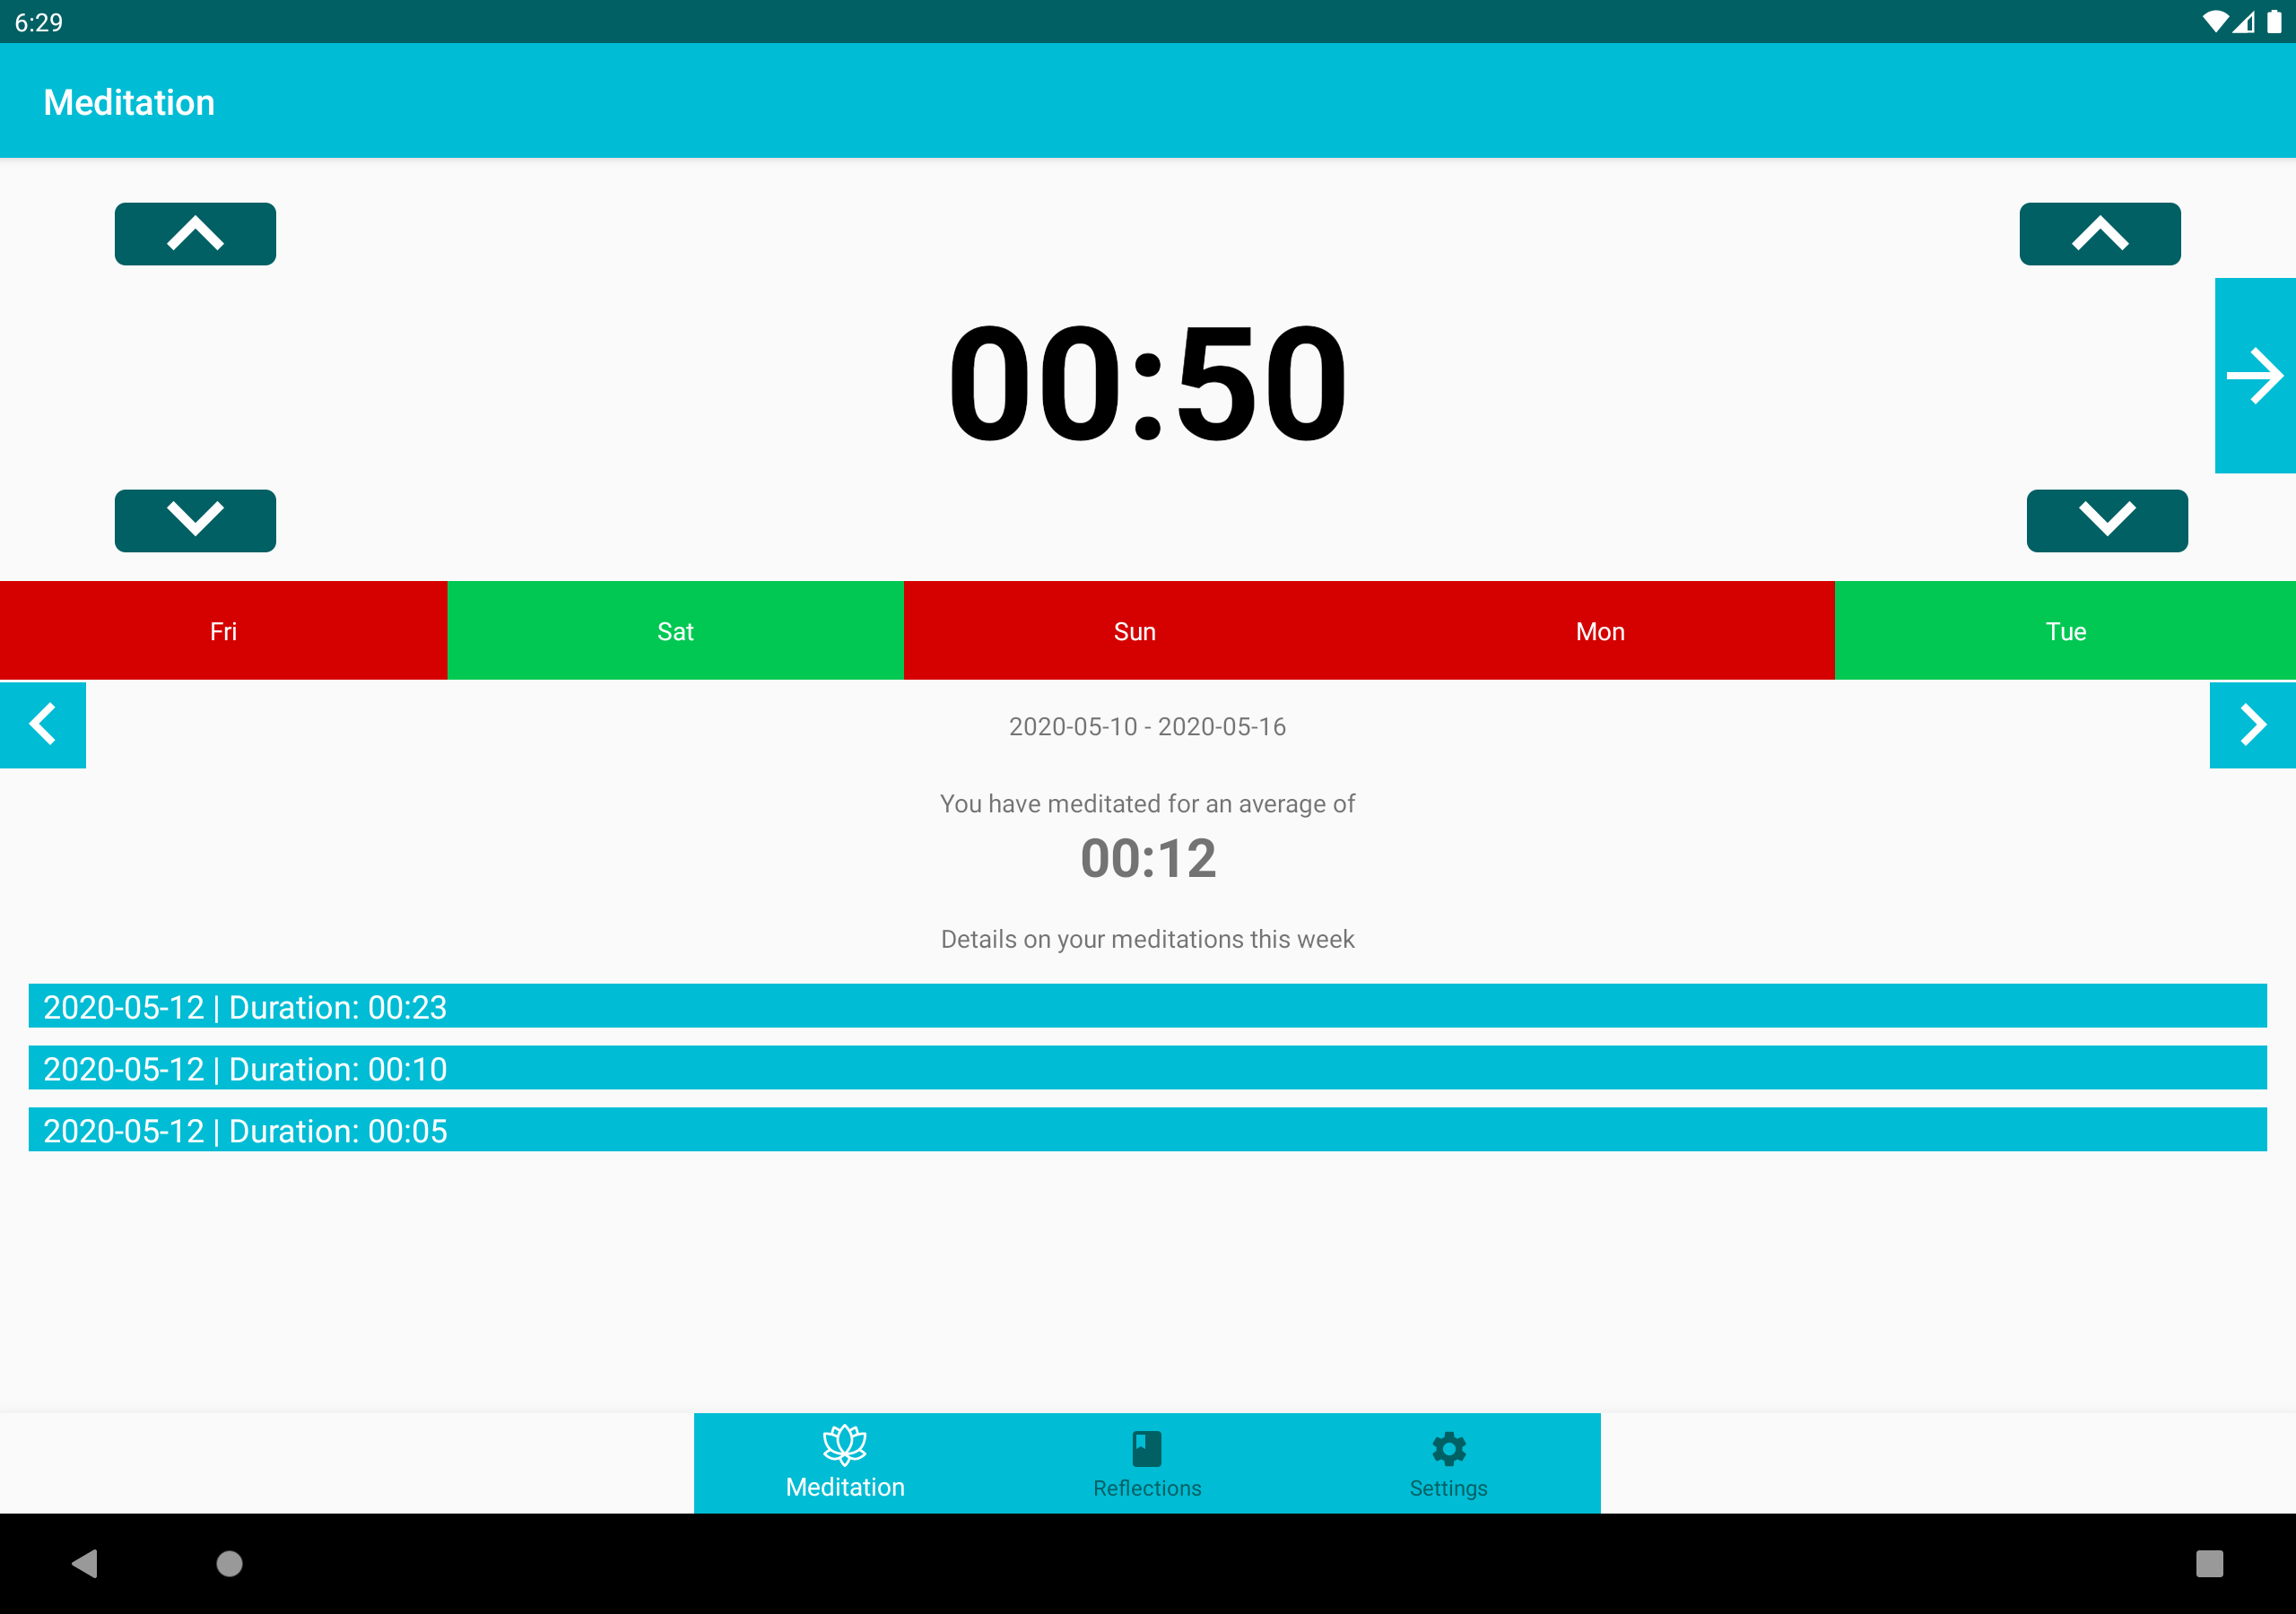 6:29
Meditation
00:50
Fri Sat Sun Mon Tue
2020-05-10 - 2020-05-16
You have meditated for an average of
00:12
Details on your meditations this week
2020-05-12 | Duration: 00:23
2020-05-12 | Duration: 00:10
2020-05-12 | Duration: 00:05
Meditation Reflections Settings